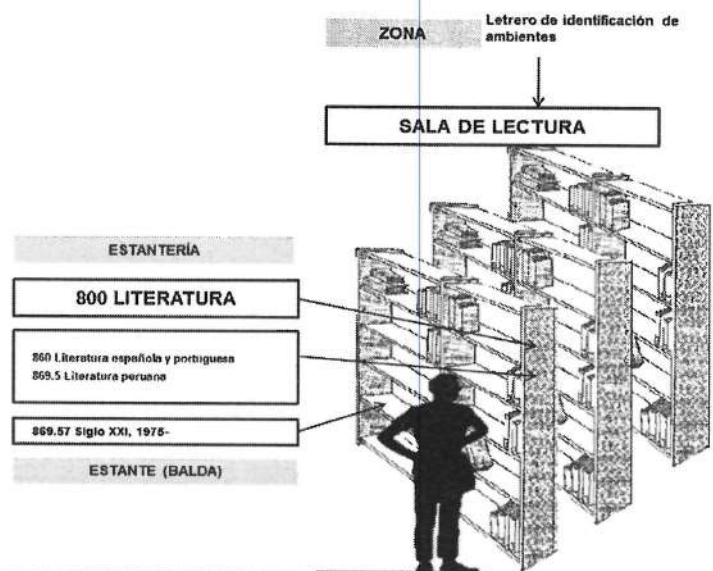 ZONA
Letrero de identificación de
ambientes
SALA DE LECTURA
ESTANTERÍA
800 LITERATURA
860 Literatura española y portuguesa
869.5 Literatura peruana
869.57 Siglo XXI, 1975-
ESTANTE (BALDA)